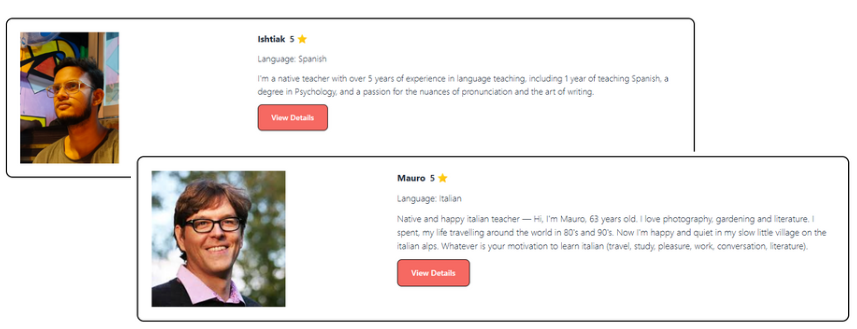 Ishtiak 5
Language: Spanish
I'm a native teacher with over 5 years of experience in language teaching, including 1 year of teaching Spanish, a
degree in Psychology, and a passion for the nuances of pronunciation and the art of writing.
View Details
Mauro 5
Language: Italian
Native and happy italian teacher — Hi, I'm Mauro, 63 years old. I love photography, gardening and literature. I
spent, my life travelling around the world in 80's and 90's. Now I'm happy and quiet in my slow little village on the
italian alps. Whatever is your motivation to learn italian (travel, study, pleasure, work, conversation, literature).
View Details